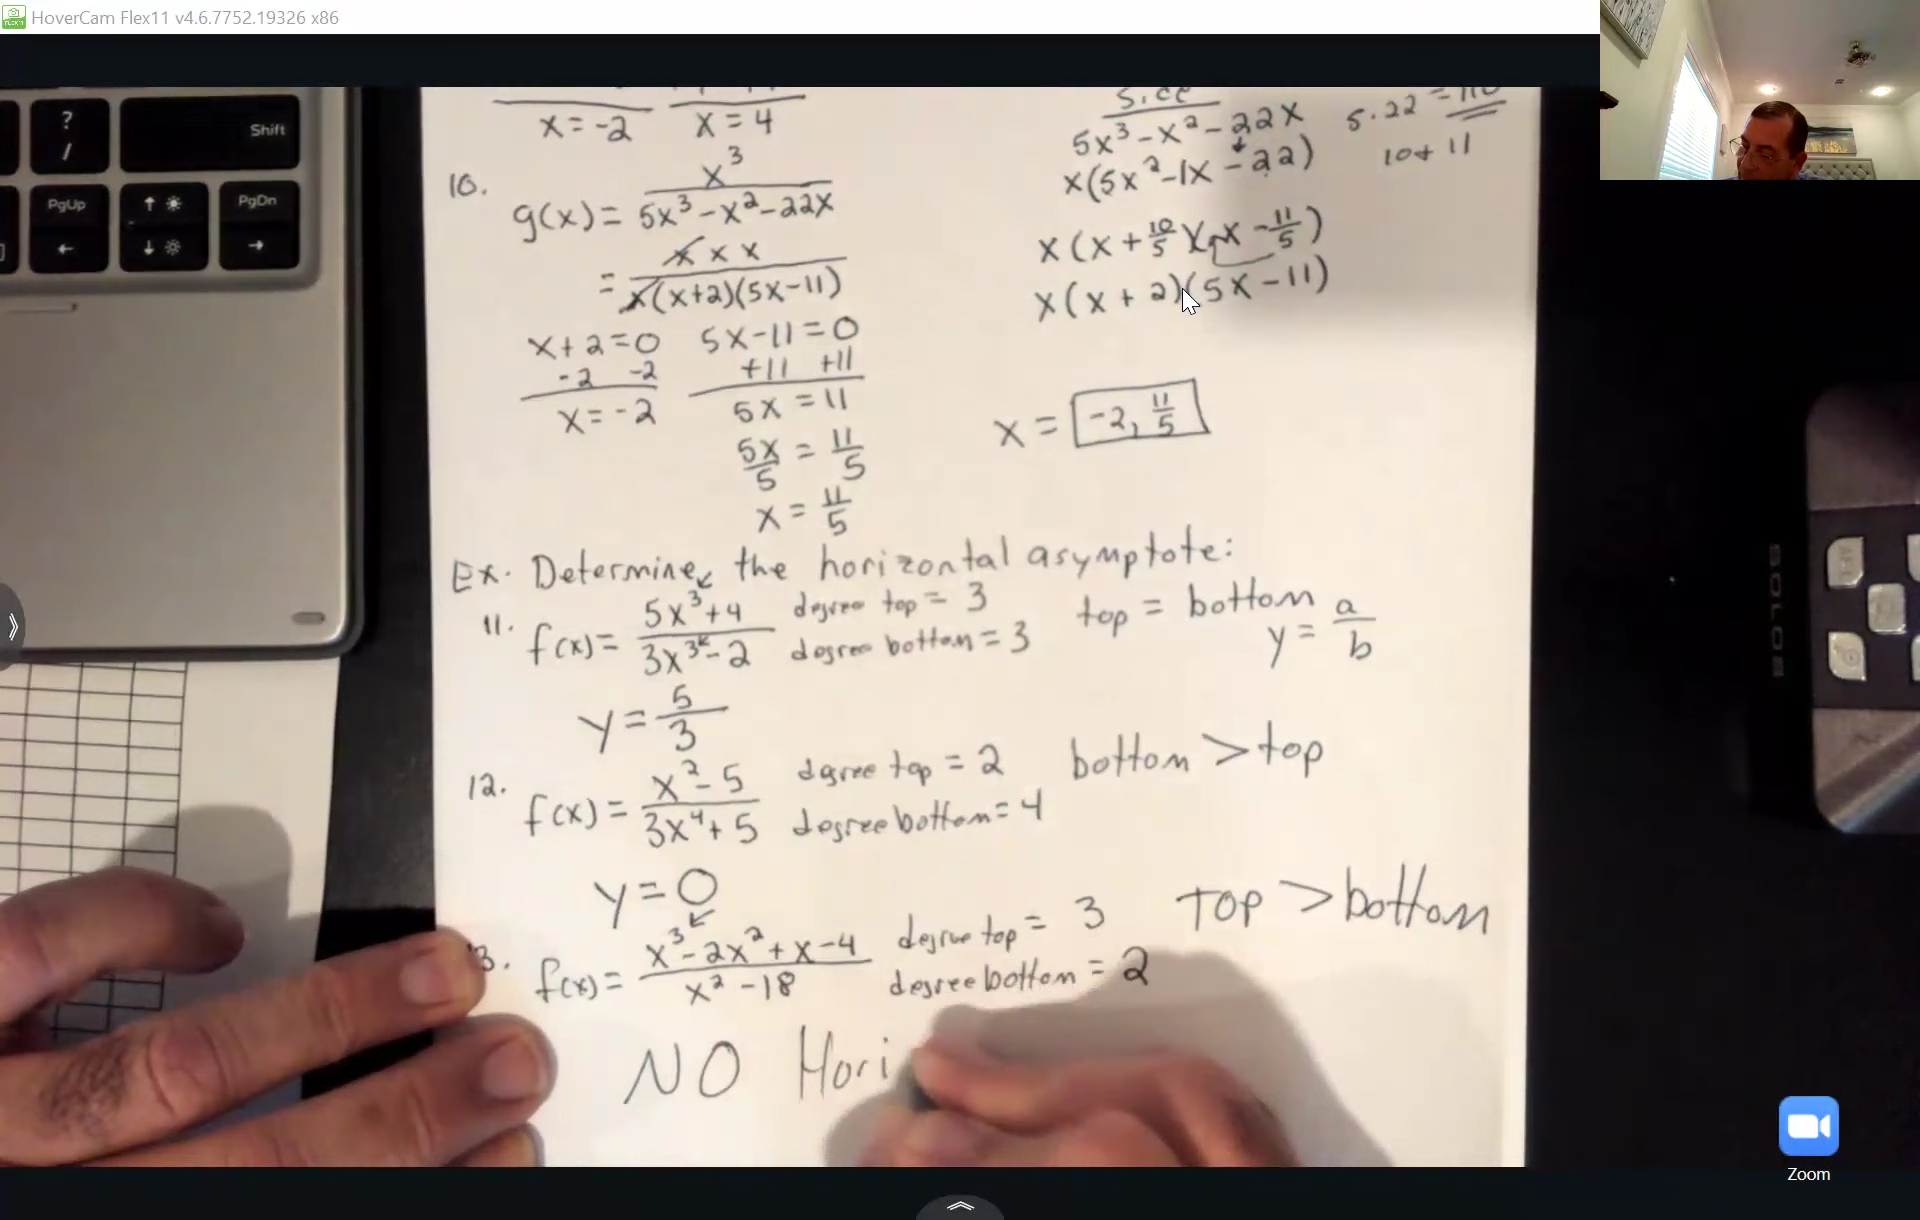 HoverCam Flex11 v4.6.7752.19326 x86
? /
Shift
PgUp
PgDn
x = -2 x = 4
5x³ - x² - 22x
x(5x² - 1x - 22)
5·22 = 110
10 + 11
10.
g(x) = x³ / 5x³ - x² - 22x
= x x x / x(x+2)(5x-11)
x(x + 10/5)(x - 11/5)
x(x + 2)(5x - 11)
x + 2 = 0 5x - 11 = 0
-2 -2 +11 +11
x = -2 5x = 11
5x/5 = 11/5
x = 11/5
x = -2, 11/5
Ex. Determine the horizontal asymptote:
11. f(x) = 5x³ + 4 / 3x³ - 2
degree top = 3
degree bottom = 3
top = bottom
y = a/b
y = 5/3
12. f(x) = x² - 5 / 3x⁴ + 5
dgree top = 2
degree bottom = 4
bottom > top
y = 0
3. f(x) = x³ - 2x² + x - 4 / x² - 18
degree top = 3
degree bottom = 2
Top > bottom
NO Hori
SOLO8
Zoom